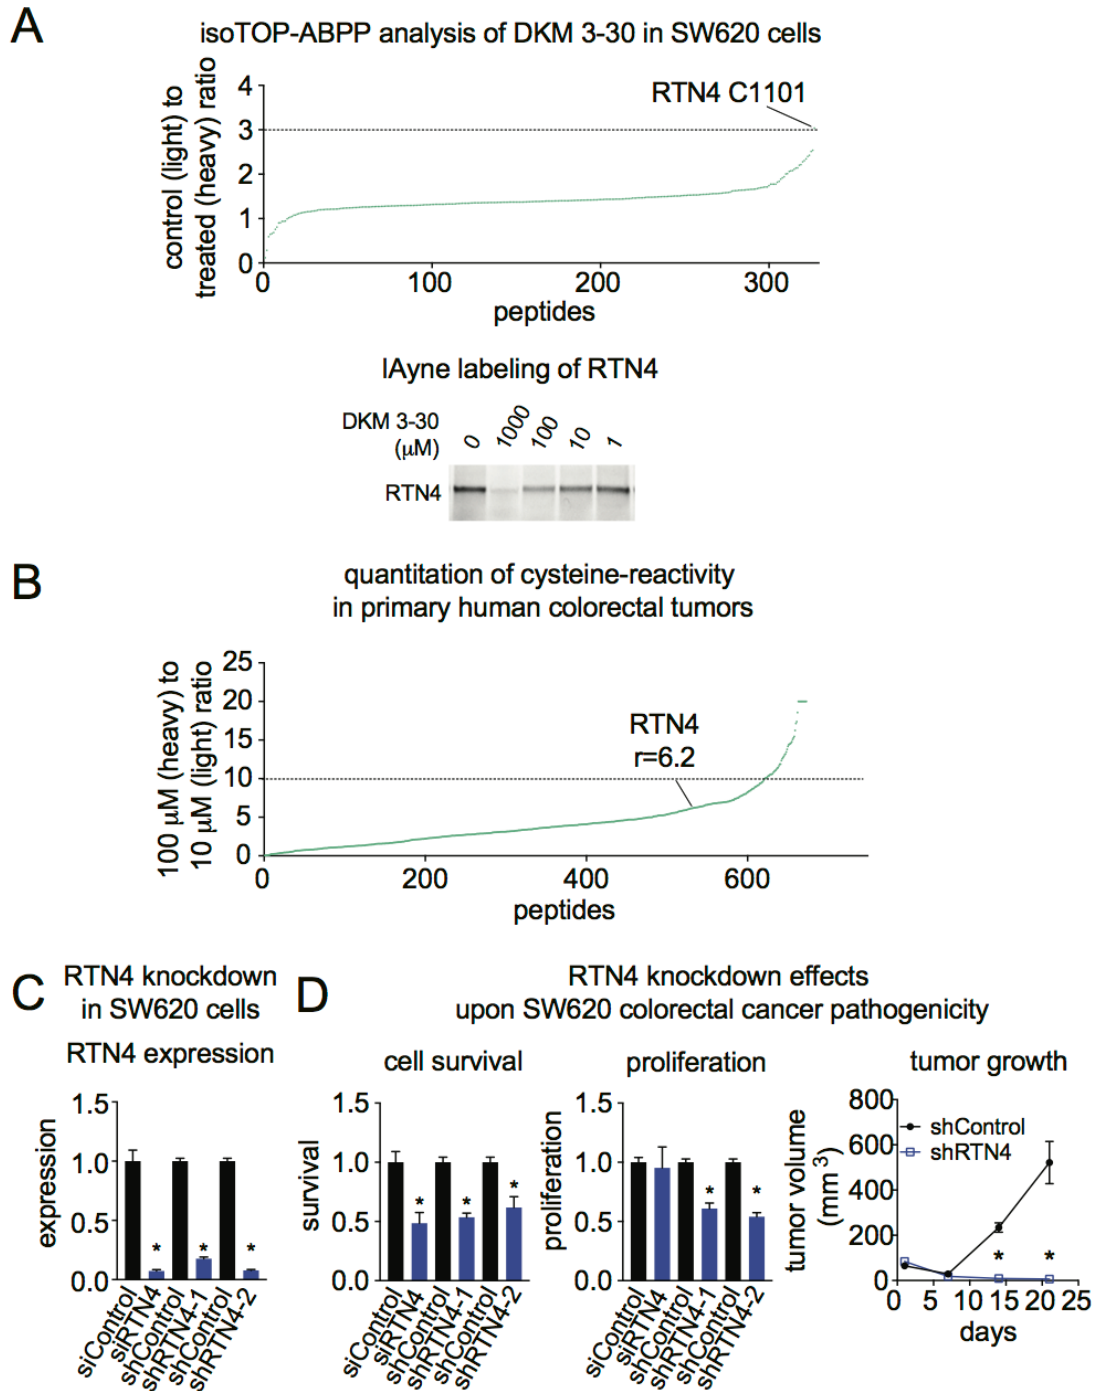 A
isoTOP-ABPP analysis of DKM 3-30 in SW620 cells
control (light) to
treated (heavy) ratio
4
3
2
1
0
RTN4 C1101
0 100 200 300
peptides
IAyne labeling of RTN4
DKM 3-30
(μM)
0 1000 100 10 1
RTN4
B
quantitation of cysteine-reactivity
in primary human colorectal tumors
100 μM (heavy) to
10 μM (light) ratio
25
20
15
10
5
0
RTN4
r=6.2
0 200 400 600
peptides
C
RTN4 knockdown
in SW620 cells
RTN4 expression
expression
1.5
1.0
0.5
0.0
* * *
siControl
siRTN4
shControl
shRTN4-1
shControl
shRTN4-2
D
RTN4 knockdown effects
upon SW620 colorectal cancer pathogenicity
cell survival
survival
1.5
1.0
0.5
0.0
* * *
siControl
siRTN4
shControl
shRTN4-1
shControl
shRTN4-2
proliferation
proliferation
1.5
1.0
0.5
0.0
* *
siControl
siRTN4
shControl
shRTN4-1
shControl
shRTN4-2
tumor growth
tumor volume
(mm³)
800
600
400
200
0
shControl
shRTN4
* *
0 5 10 15 20 25
days